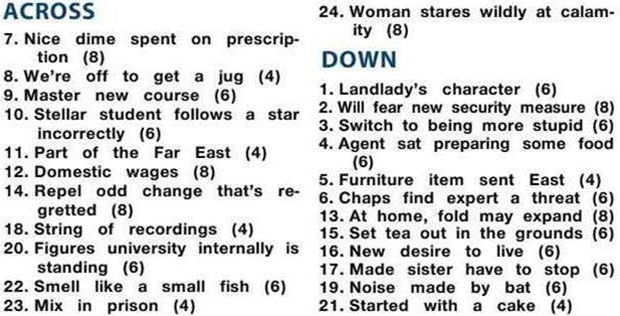 ACROSS
7. Nice dime spent on prescrip-
tion (8)
8. We're off to get a jug (4)
9. Master new course (6)
10. Stellar student follows a star
incorrectly (6)
11. Part of the Far East (4)
12. Domestic wages (8)
14. Repel odd change that's re-
gretted (8)
18. String of recordings (4)
20. Figures university internally is
standing (6)
22. Smell like a small fish (6)
23. Mix in prison (4)
24. Woman stares wildly at calam-
ity (8)
DOWN
1. Landlady's character (6)
2. Will fear new security measure (8)
3. Switch to being more stupid (6)
4. Agent sat preparing some food
(6)
5. Furniture item sent East (4)
6. Chaps find expert a threat (6)
13. At home, fold may expand (8)
15. Set tea out in the grounds (6)
16. New desire to live (6)
17. Made sister have to stop (6)
19. Noise made by bat (6)
21. Started with a cake (4)